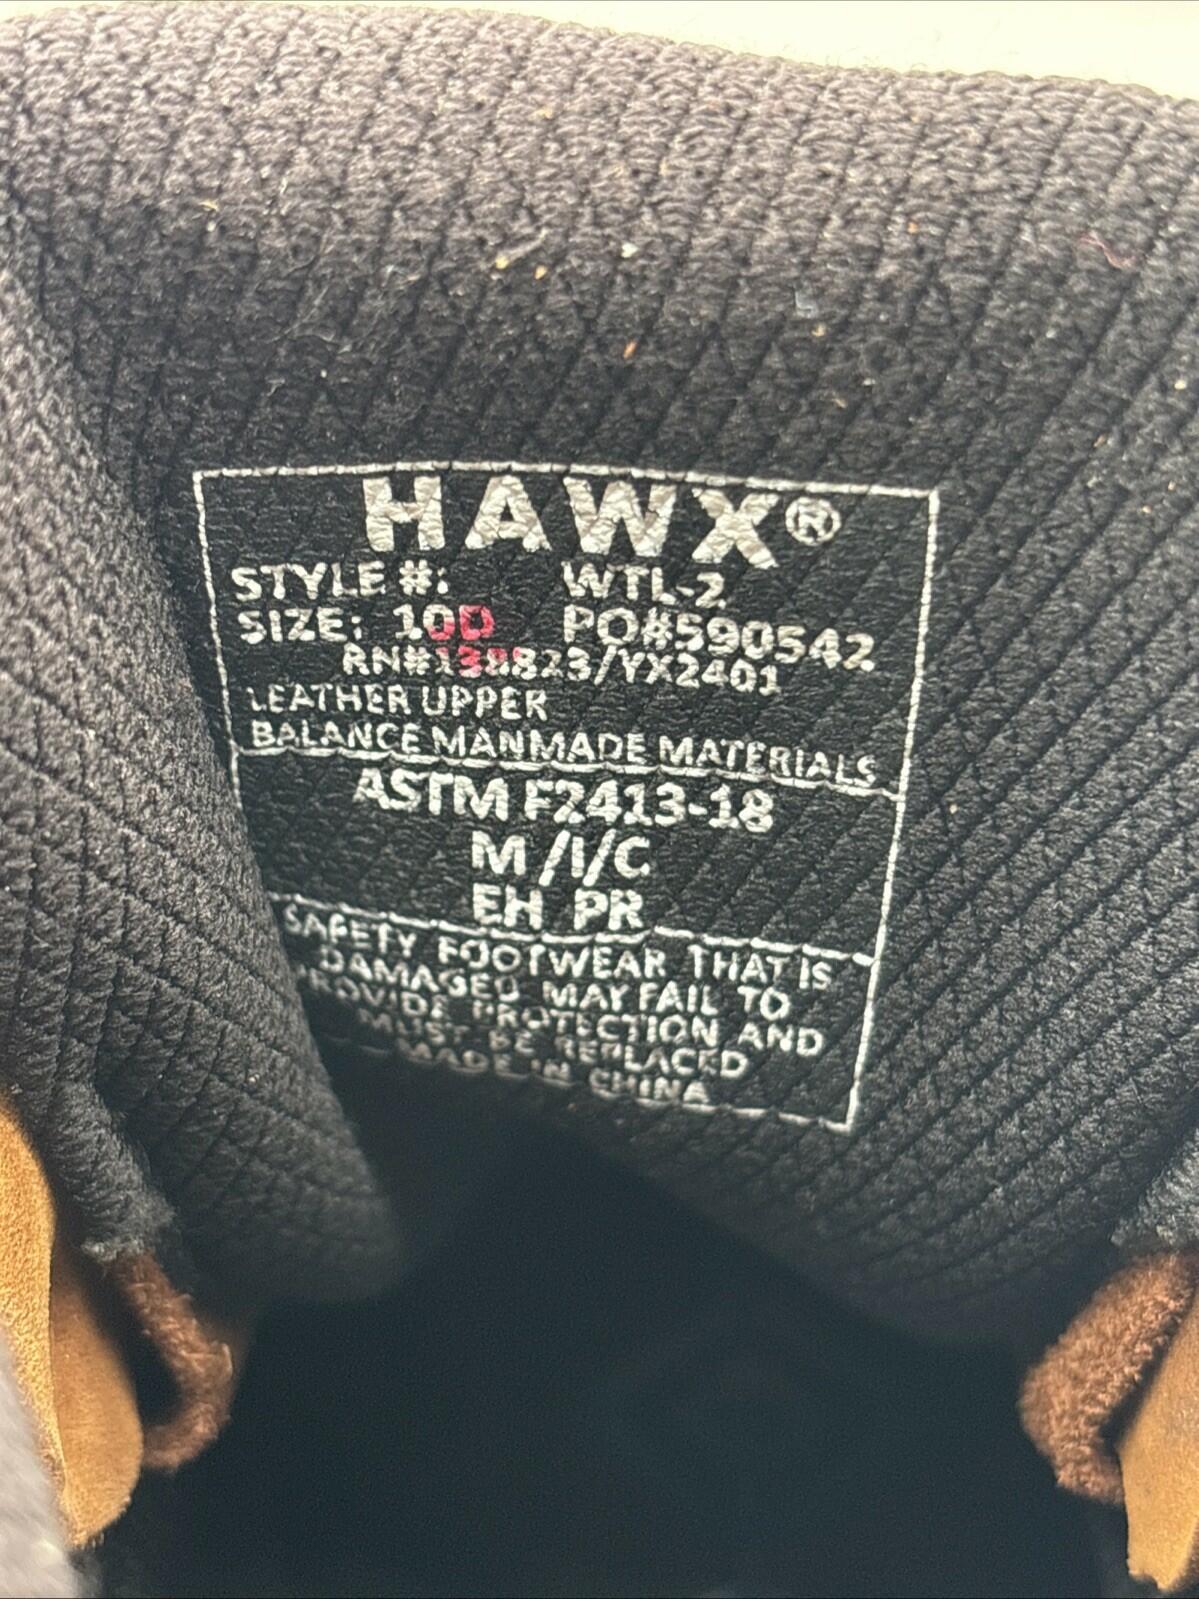 HAWX®
STYLE #: WTL-2
SIZE: 10D PO#590542
RN#138823/YX2401
LEATHER UPPER
BALANCE MANMADE MATERIALS
ASTM F2413-18
M /I/C
EH PR
SAFETY FOOTWEAR THAT IS
DAMAGED MAY FAIL TO
PROVIDE PROTECTION AND
MUST BE REPLACED
MADE IN CHINA